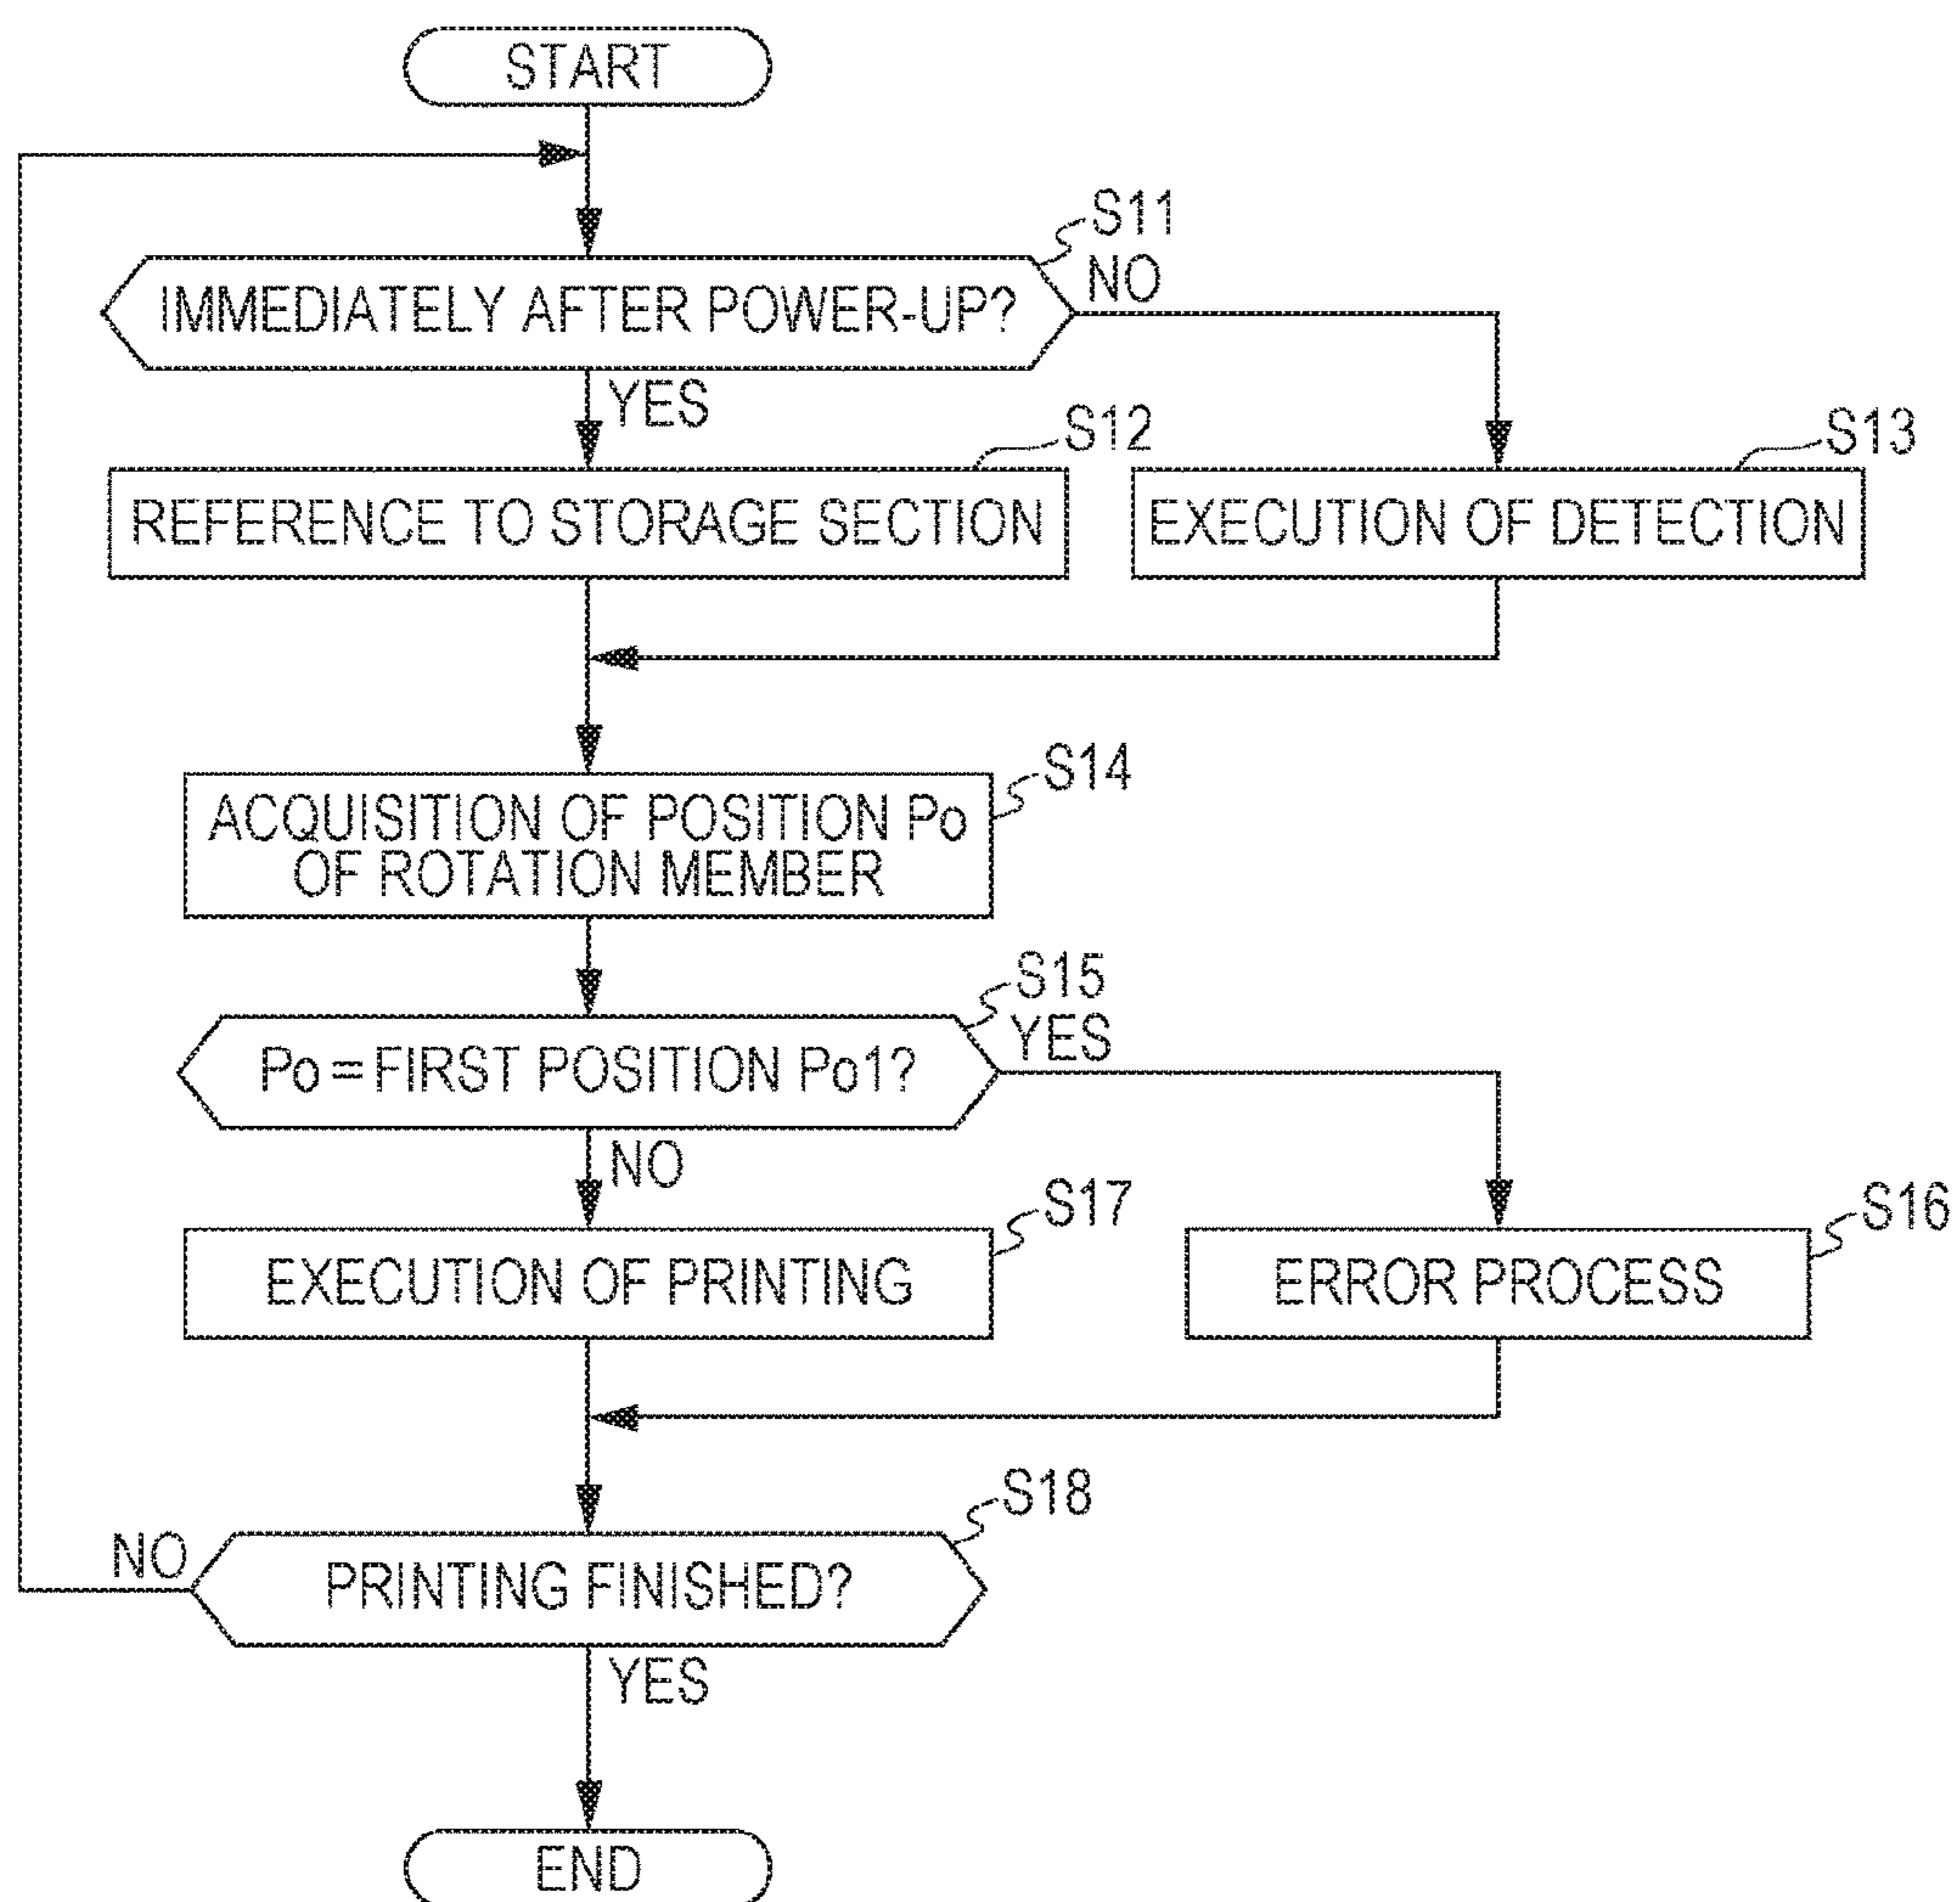 START
S11
IMMEDIATELY AFTER POWER-UP?
NO
YES
S12
S13
REFERENCE TO STORAGE SECTION
EXECUTION OF DETECTION
S14
ACQUISITION OF POSITION Po
OF ROTATION MEMBER
S15
Po = FIRST POSITION Po1?
YES
NO
S17
S16
EXECUTION OF PRINTING
ERROR PROCESS
S18
NO
PRINTING FINISHED?
YES
END